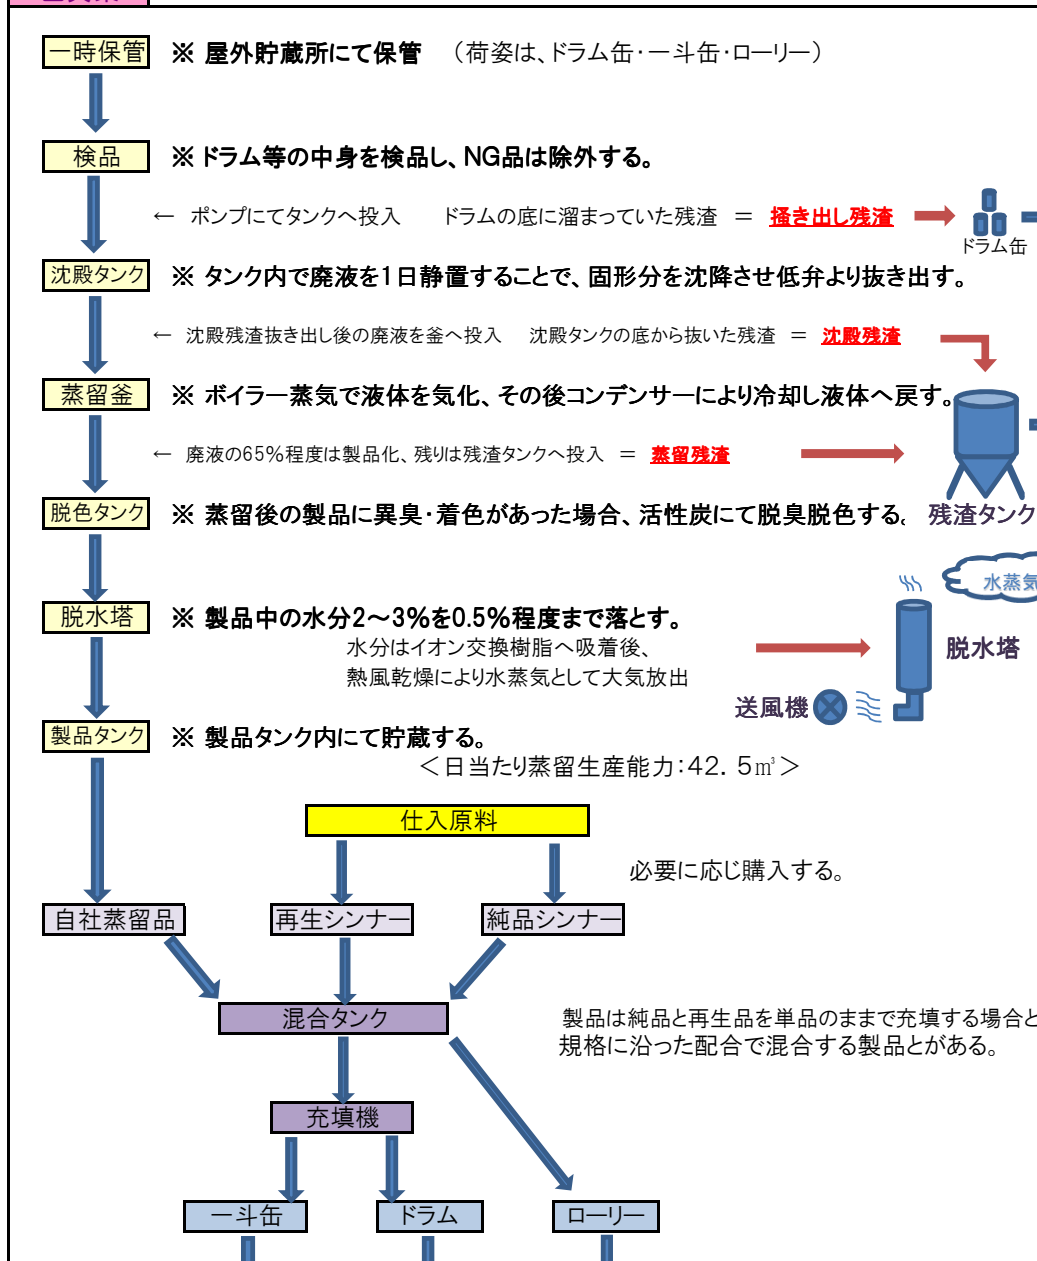 一時保管 ※ 屋外貯蔵所にて保管 （荷姿は、ドラム缶・一斗缶・ローリー）
検品 ※ ドラム等の中身を検品し、NG品は除外する。
← ポンプにてタンクへ投入 ドラムの底に溜まっていた残渣 ＝ 掻き出し残渣
ドラム缶
沈殿タンク ※ タンク内で廃液を1日静置することで、固形分を沈降させ低弁より抜き出す。
← 沈殿残渣抜き出し後の廃液を釜へ投入 沈殿タンクの底から抜いた残渣 ＝ 沈殿残渣
蒸留釜 ※ ボイラー蒸気で液体を気化、その後コンデンサーにより冷却し液体へ戻す。
← 廃液の65%程度は製品化、残りは残渣タンクへ投入 ＝ 蒸留残渣
脱色タンク ※ 蒸留後の製品に異臭・着色があった場合、活性炭にて脱臭脱色する。 残渣タンク
水蒸気
脱水塔 ※ 製品中の水分2～3%を0.5%程度まで落とす。
水分はイオン交換樹脂へ吸着後、 脱水塔
熱風乾燥により水蒸気として大気放出
送風機
製品タンク ※ 製品タンク内にて貯蔵する。
＜日当たり蒸留生産能力：42．5㎥＞
仕入原料
必要に応じ購入する。
自社蒸留品 再生シンナー 純品シンナー
混合タンク 製品は純品と再生品を単品のままで充填する場合と
規格に沿った配合で混合する製品とがある。
充填機
一斗缶 ドラム ローリー